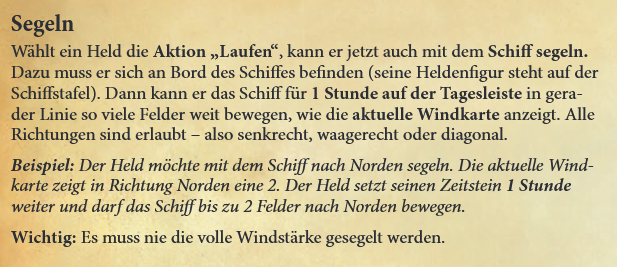 Segeln
Wählt ein Held die Aktion „Laufen“, kann er jetzt auch mit dem Schiff segeln.
Dazu muss er sich an Bord des Schiffes befinden (seine Heldenfigur steht auf der
Schiffstafel). Dann kann er das Schiff für 1 Stunde auf der Tagesleiste in gera-
der Linie so viele Felder weit bewegen, wie die aktuelle Windkarte anzeigt. Alle
Richtungen sind erlaubt – also senkrecht, waagerecht oder diagonal.
Beispiel: Der Held möchte mit dem Schiff nach Norden segeln. Die aktuelle Wind-
karte zeigt in Richtung Norden eine 2. Der Held setzt seinen Zeitstein 1 Stunde
weiter und darf das Schiff bis zu 2 Felder nach Norden bewegen.
Wichtig: Es muss nie die volle Windstärke gesegelt werden.